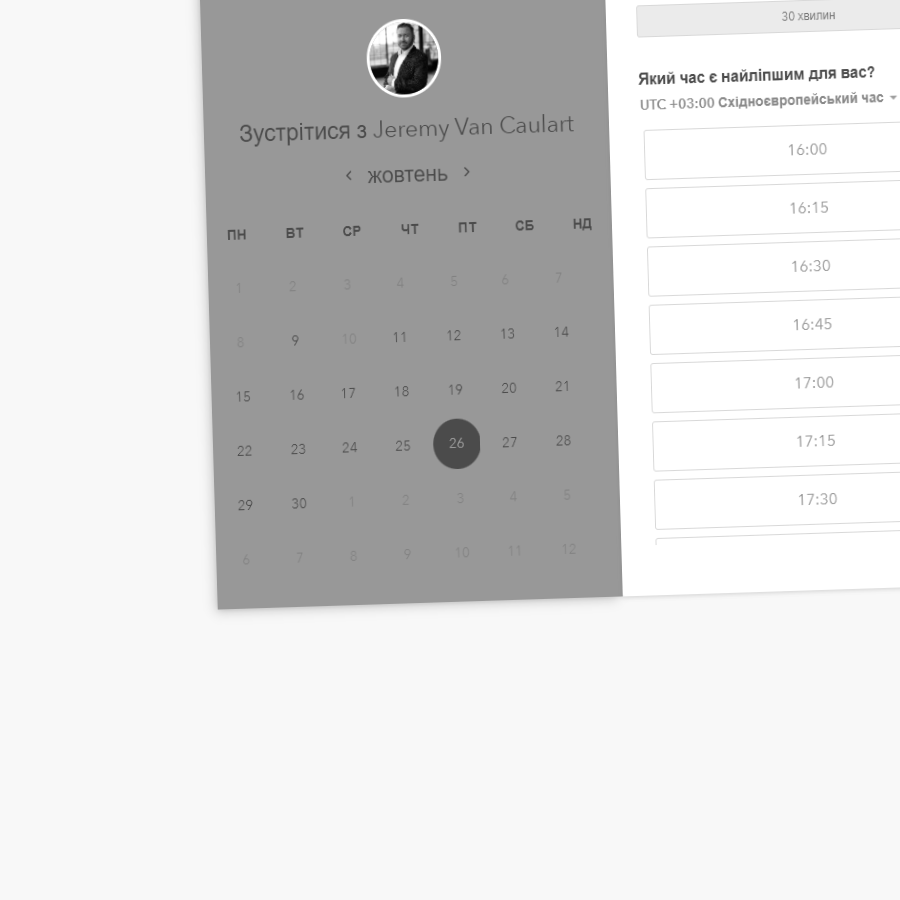 Зустрітися з Jeremy Van Caulart
‹ жовтень ›
ПН ВТ СР ЧТ ПТ СБ НД
1 2 3 4 5 6 7
8 9 10 11 12 13 14
15 16 17 18 19 20 21
22 23 24 25 26 27 28
29 30 1 2 3 4 5
6 7 8 9 10 11 12
30 хвилин
Який час є найліпшим для вас?
UTC +03:00 Східноєвропейський час
16:00
16:15
16:30
16:45
17:00
17:15
17:30